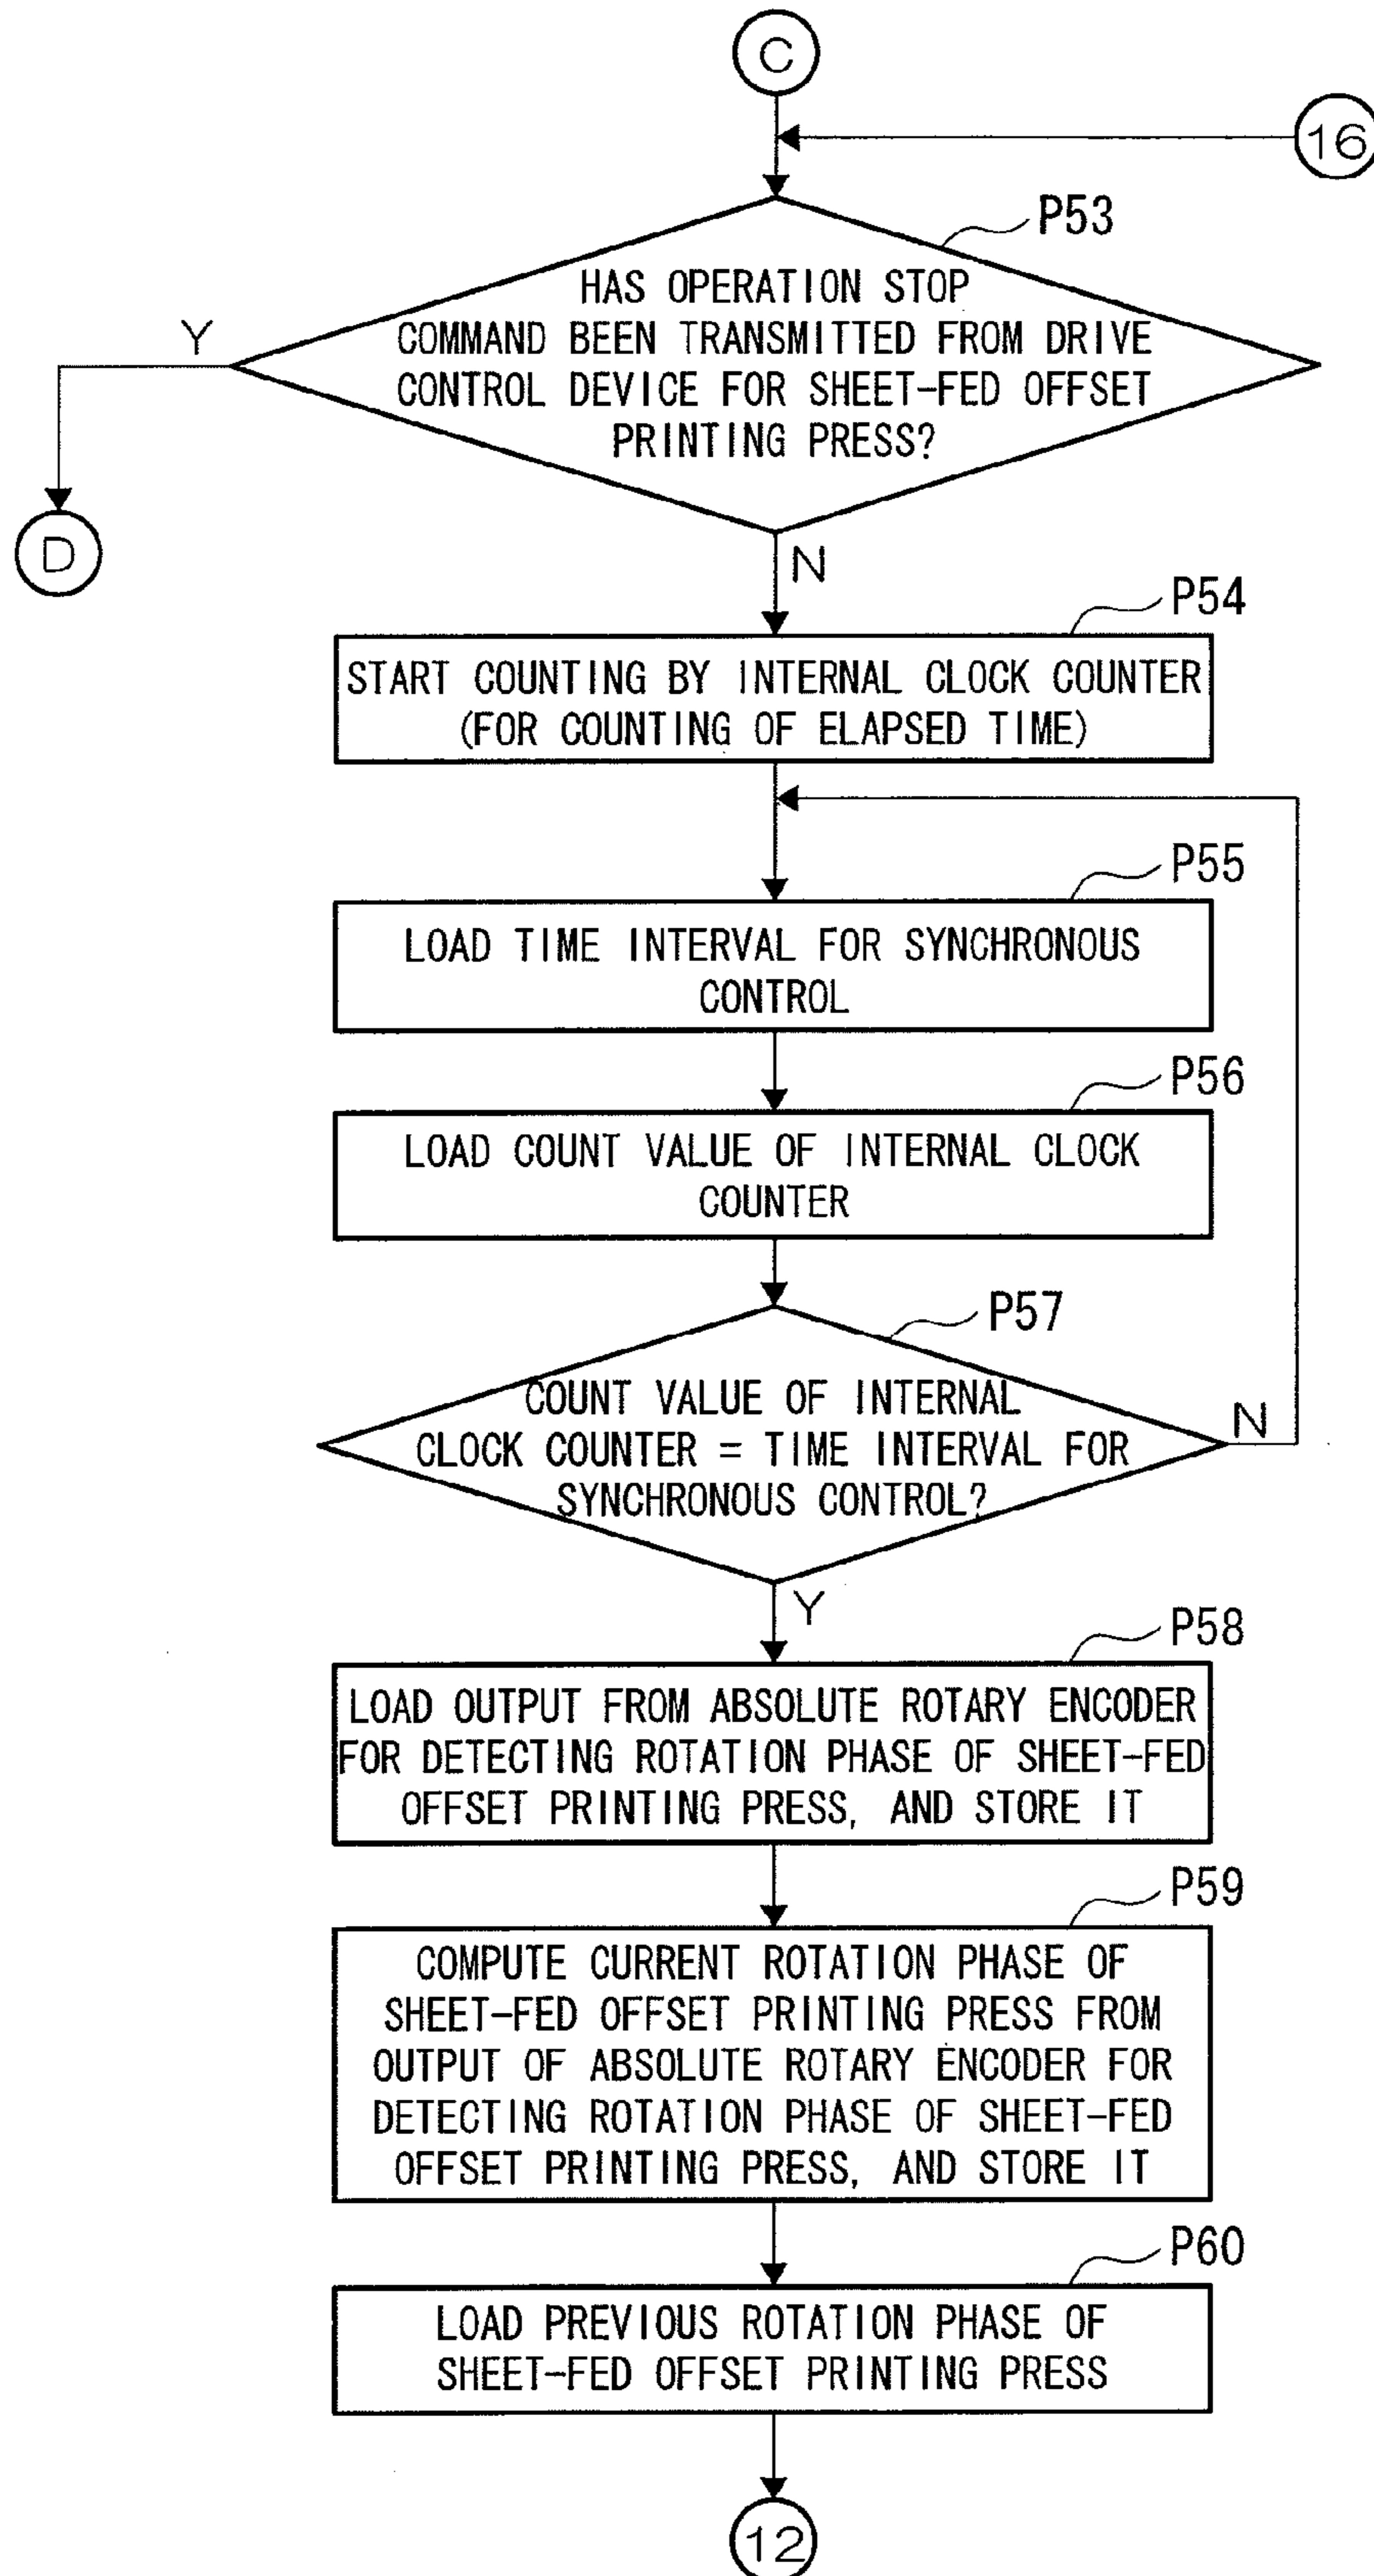 C
16
P53
HAS OPERATION STOP
COMMAND BEEN TRANSMITTED FROM DRIVE
CONTROL DEVICE FOR SHEET-FED OFFSET
PRINTING PRESS?
Y
D
N
P54
START COUNTING BY INTERNAL CLOCK COUNTER
(FOR COUNTING OF ELAPSED TIME)
P55
LOAD TIME INTERVAL FOR SYNCHRONOUS
CONTROL
P56
LOAD COUNT VALUE OF INTERNAL CLOCK
COUNTER
P57
COUNT VALUE OF INTERNAL
CLOCK COUNTER = TIME INTERVAL FOR
SYNCHRONOUS CONTROL?
N
Y
P58
LOAD OUTPUT FROM ABSOLUTE ROTARY ENCODER
FOR DETECTING ROTATION PHASE OF SHEET-FED
OFFSET PRINTING PRESS, AND STORE IT
P59
COMPUTE CURRENT ROTATION PHASE OF
SHEET-FED OFFSET PRINTING PRESS FROM
OUTPUT OF ABSOLUTE ROTARY ENCODER FOR
DETECTING ROTATION PHASE OF SHEET-FED
OFFSET PRINTING PRESS, AND STORE IT
P60
LOAD PREVIOUS ROTATION PHASE OF
SHEET-FED OFFSET PRINTING PRESS
12